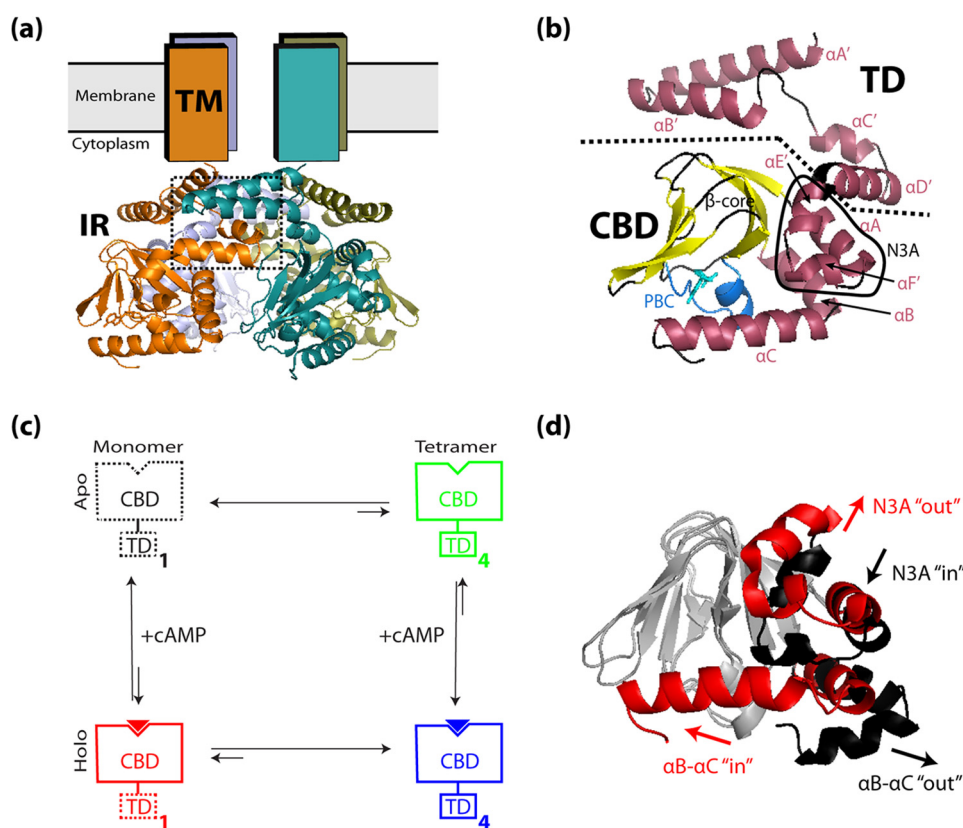 (a)
Membrane
TM
Cytoplasm
IR
(b)
αA'
TD
αB'
αC'
αE'
αD'
β-core
CBD
αA
N3A
αF'
PBC
αB
αC
(c)
Monomer
Tetramer
Apo
CBD
CBD
TD
1
TD
4
+cAMP
+cAMP
Holo
CBD
CBD
TD
1
TD
4
(d)
N3A "out"
N3A "in"
αB-αC "in"
αB-αC "out"